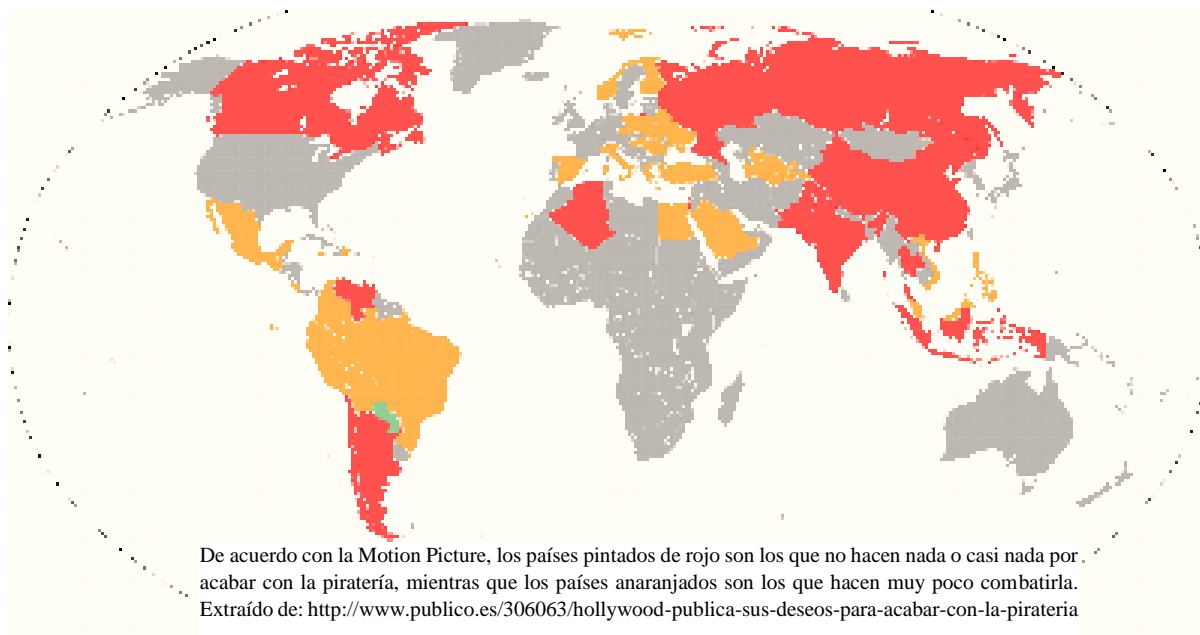 De acuerdo con la Motion Picture, los países pintados de rojo son los que no hacen nada o casi nada por
acabar con la piratería, mientras que los países anaranjados son los que hacen muy poco combatirla.
Extraído de: http://www.publico.es/306063/hollywood-publica-sus-deseos-para-acabar-con-la-pirateria